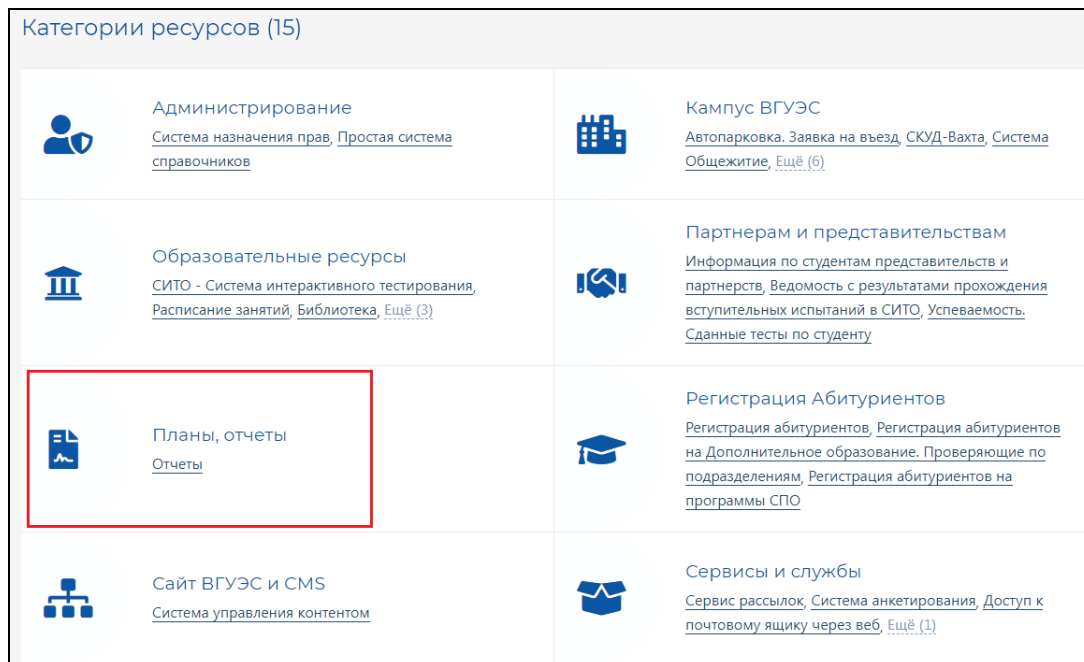 Категории ресурсов (15)
Администрирование
Система назначения прав, Простая система
справочников
Кампус ВГУЭС
Автопарковка. Заявка на въезд, СКУД-Вахта, Система
Общежитие, Ещё (6)
Образовательные ресурсы
СИТО - Система интерактивного тестирования,
Расписание занятий, Библиотека, Ещё (3)
Партнерам и представительствам
Информация по студентам представительств и
партнерств, Ведомость с результатами прохождения
вступительных испытаний в СИТО, Успеваемость.
Сданные тесты по студенту
Планы, отчеты
Отчеты
Регистрация Абитуриентов
Регистрация абитуриентов, Регистрация абитуриентов
на Дополнительное образование. Проверяющие по
подразделениям, Регистрация абитуриентов на
программы СПО
Сайт ВГУЭС и CMS
Система управления контентом
Сервисы и службы
Сервис рассылок, Система анкетирования, Доступ к
почтовому ящику через веб, Ещё (1)